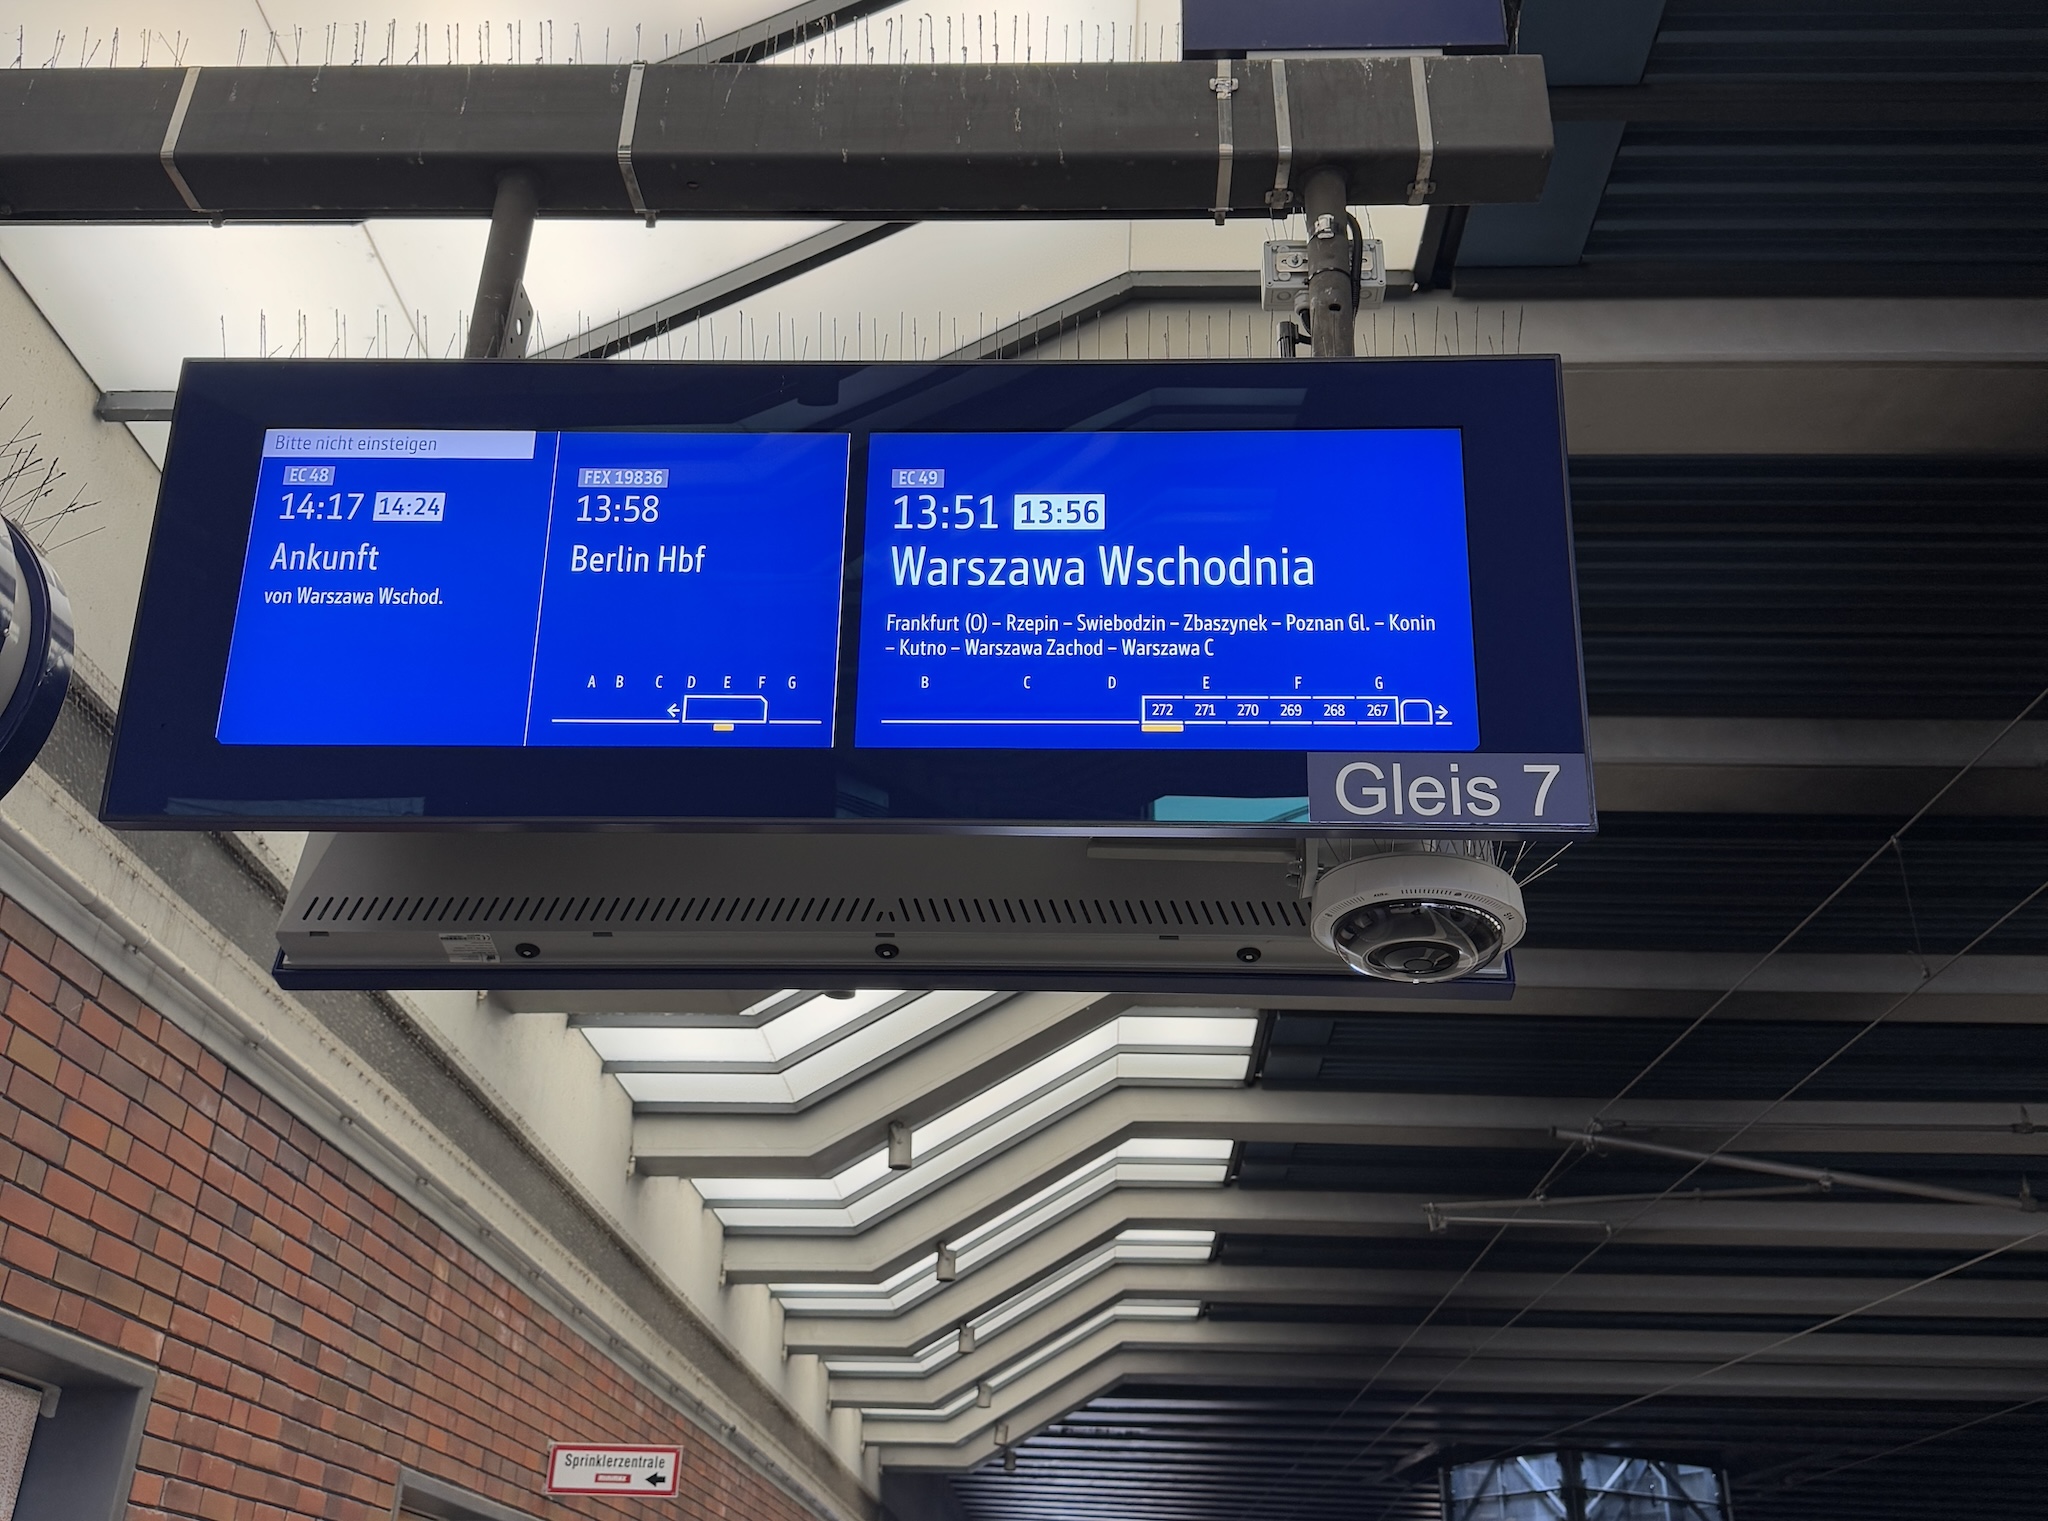 Bitte nicht einsteigen
EC 48
14:17 14:24
Ankunft
von Warszawa Wschod.
FEX 19836
13:58
Berlin Hbf
A B C D E F G
EC 49
13:51 13:56
Warszawa Wschodnia
Frankfurt (O) – Rzepin – Swiebodzin – Zbaszynek – Poznan Gl. – Konin
– Kutno – Warszawa Zachod – Warszawa C
B C D E F G
272 271 270 269 268 267
Gleis 7
Sprinklerzentrale